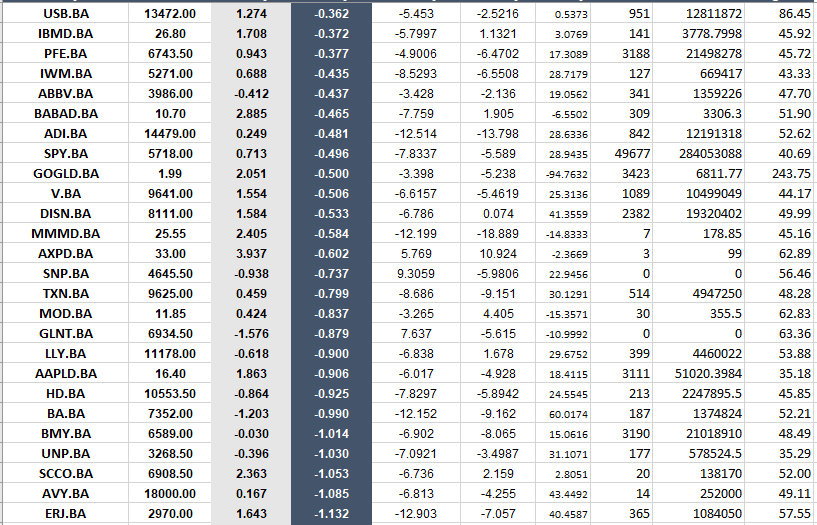 USB.BA 13472.00 1.274 -0.362 -5.453 -2.5216 0.5373 951 12811872 86.45
IBMD.BA 26.80 1.708 -0.372 -5.7997 1.1321 3.0769 141 3778.7998 45.92
PFE.BA 6743.50 0.943 -0.377 -4.9006 -6.4702 17.3089 3188 21498278 45.72
IWM.BA 5271.00 0.688 -0.435 -8.5293 -6.5508 28.7179 127 669417 43.33
ABBV.BA 3986.00 -0.412 -0.437 -3.428 -2.136 19.0562 341 1359226 47.70
BABAD.BA 10.70 2.885 -0.465 -7.759 1.905 -6.5502 309 3306.3 51.90
ADI.BA 14479.00 0.249 -0.481 -12.514 -13.798 28.6336 842 12191318 52.62
SPY.BA 5718.00 0.713 -0.496 -7.8337 -5.589 28.9435 49677 284053088 40.69
GOGLD.BA 1.99 2.051 -0.500 -3.398 -5.238 -94.7632 3423 6811.77 243.75
V.BA 9641.00 1.554 -0.506 -6.6157 -5.4619 25.3136 1089 10499049 44.17
DISN.BA 8111.00 1.584 -0.533 -6.786 0.074 41.3559 2382 19320402 49.99
MMMD.BA 25.55 2.405 -0.584 -12.199 -18.889 -14.8333 7 178.85 45.16
AXPD.BA 33.00 3.937 -0.602 5.769 10.924 -2.3669 3 99 62.89
SNP.BA 4645.50 -0.938 -0.737 9.3059 -5.9806 22.9456 0 0 56.46
TXN.BA 9625.00 0.459 -0.799 -8.686 -9.151 30.1291 514 4947250 48.28
MOD.BA 11.85 0.424 -0.837 -3.265 4.405 -15.3571 30 355.5 62.83
GLNT.BA 6934.50 -1.576 -0.879 7.637 -5.615 -10.9992 0 0 63.36
LLY.BA 11178.00 -0.618 -0.900 -6.838 1.678 29.6752 399 4460022 53.88
AAPLD.BA 16.40 1.863 -0.906 -6.017 -4.928 18.4115 3111 51020.3984 35.18
HD.BA 10553.50 -0.864 -0.925 -7.8297 -5.8942 24.5545 213 2247895.5 45.85
BA.BA 7352.00 -1.203 -0.990 -12.152 -9.162 60.0174 187 1374824 52.21
BMY.BA 6589.00 -0.030 -1.014 -6.902 -8.065 15.0616 3190 21018910 48.49
UNP.BA 3268.50 -0.396 -1.030 -7.0921 -3.4987 31.1071 177 578524.5 35.29
SCCO.BA 6908.50 2.363 -1.053 -6.736 2.159 2.8051 20 138170 52.00
AVY.BA 18000.00 0.167 -1.085 -6.813 -4.255 43.4492 14 252000 49.11
ERJ.BA 2970.00 1.643 -1.132 -12.903 -7.057 40.4587 365 1084050 57.55